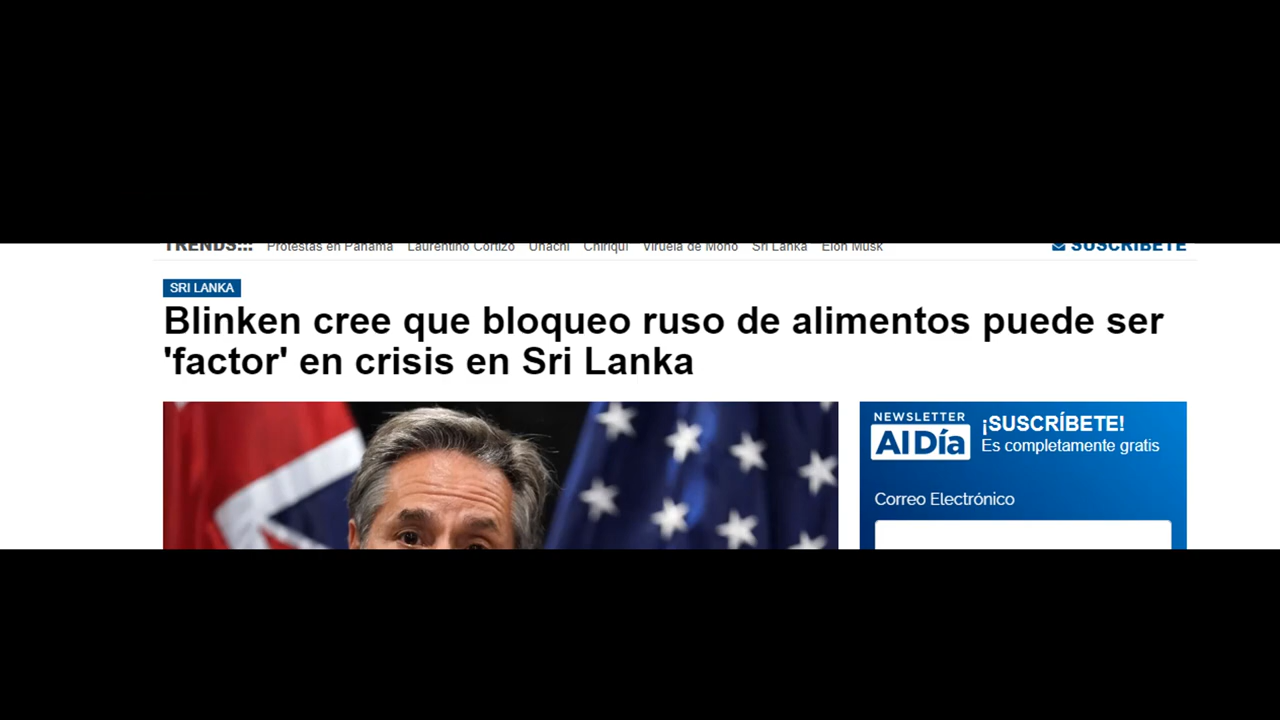 TRENDS::: Protestas en Panamá Laurentino Cortizo Unachi Chiriquí Viruela de Mono Sri Lanka Elon Musk SUSCRÍBETE
SRI LANKA
Blinken cree que bloqueo ruso de alimentos puede ser
'factor' en crisis en Sri Lanka
NEWSLETTER
Al Día
¡SUSCRÍBETE!
Es completamente gratis
Correo Electrónico